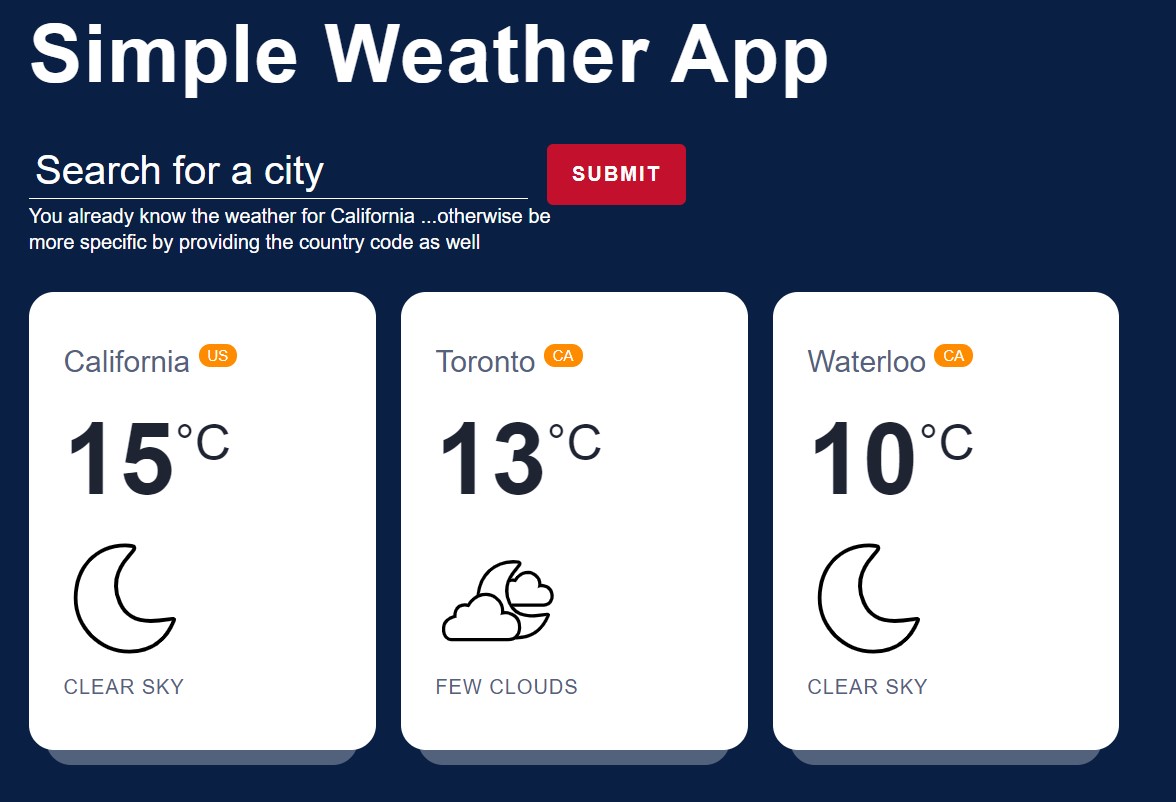 Simple Weather App
Search for a city
SUBMIT
You already know the weather for California ...otherwise be
more specific by providing the country code as well
California US
15°C
CLEAR SKY
Toronto CA
13°C
FEW CLOUDS
Waterloo CA
10°C
CLEAR SKY